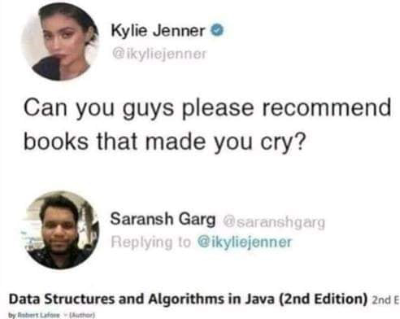 Kylie Jenner
@ikyliejenner
Can you guys please recommend
books that made you cry?
Saransh Garg @saranshgarg
Replying to @ikyliejenner
Data Structures and Algorithms in Java (2nd Edition) 2nd E
by Robert Lafore (Author)